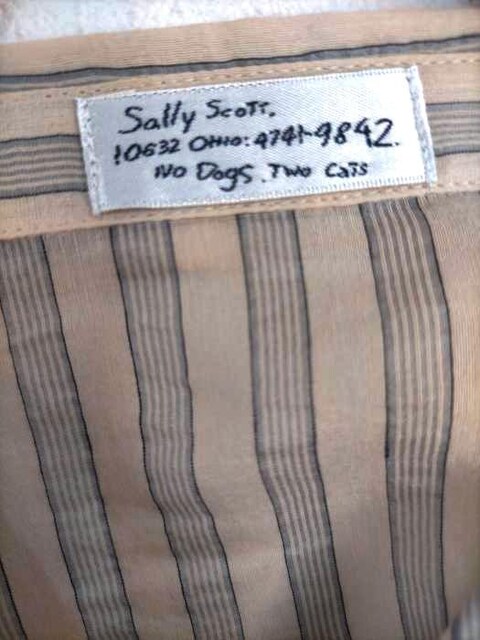 Sally Scott.
10632 OHIO: 4741-9842.
NO Dogs. Two Cats